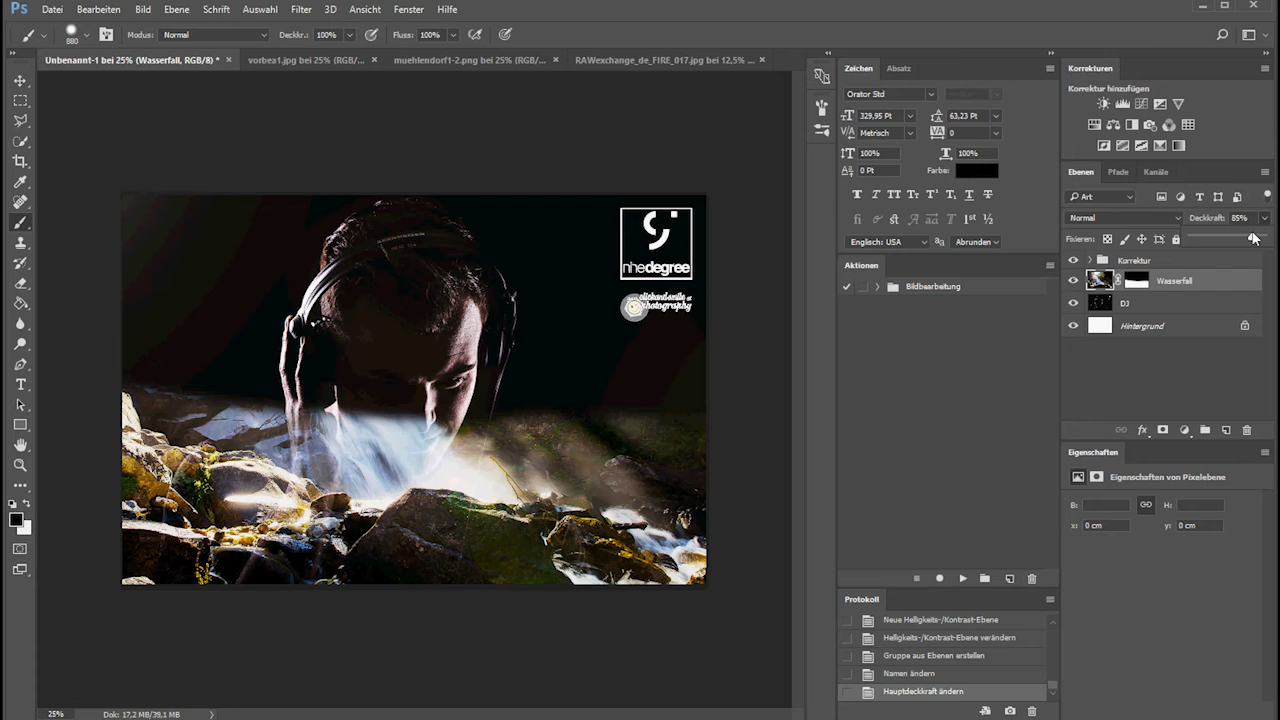 Ps Datei Bearbeiten Bild Ebene Schrift Auswahl Filter 3D Ansicht Fenster Hilfe
880 Modus: Normal Deckkr.: 100% Fluss: 100%
Unbenannt-1 bei 25% (Wasserfall, RGB/8) * vorbea1.jpg bei 25% (RGB/... muehlendorf1-2.png bei 25% (RGB/... RAWexchange_de_FIRE_017.jpg bei 12,5% ...
Zeichen Absatz
Orator Std
329,95 Pt 63,23 Pt
Metrisch 0
100% 100%
0 Pt Farbe:
Englisch: USA Abrunden
Aktionen
Bildbearbeitung
Protokoll
Neue Helligkeits-/Kontrast-Ebene
Helligkeits-/Kontrast-Ebene verändern
Gruppe aus Ebenen erstellen
Namen ändern
Hauptdeckkraft ändern
Korrekturen
Korrektur hinzufügen
Ebenen Pfade Kanäle
Art
Normal Deckkraft: 85%
Fixieren:
Korrektur
Wasserfall
DJ
Hintergrund
Eigenschaften
Eigenschaften von Pixelebene
B: H:
x: 0 cm y: 0 cm
ninedegree
clickandsmile.at
photography
25% Dok: 17,2 MB/39,1 MB